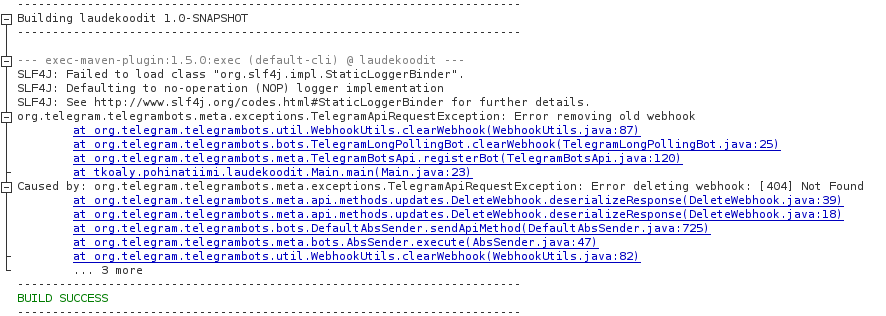 ------------------------------------------------------------------------
Building laudekoodit 1.0-SNAPSHOT
------------------------------------------------------------------------
--- exec-maven-plugin:1.5.0:exec (default-cli) @ laudekoodit ---
SLF4J: Failed to load class "org.slf4j.impl.StaticLoggerBinder".
SLF4J: Defaulting to no-operation (NOP) logger implementation
SLF4J: See http://www.slf4j.org/codes.html#StaticLoggerBinder for further details.
org.telegram.telegrambots.meta.exceptions.TelegramApiRequestException: Error removing old webhook
at org.telegram.telegrambots.util.WebhookUtils.clearWebhook(WebhookUtils.java:87)
at org.telegram.telegrambots.bots.TelegramLongPollingBot.clearWebhook(TelegramLongPollingBot.java:25)
at org.telegram.telegrambots.meta.TelegramBotsApi.registerBot(TelegramBotsApi.java:120)
at tkoaly.pohinatiimi.laudekoodit.Main.main(Main.java:23)
Caused by: org.telegram.telegrambots.meta.exceptions.TelegramApiRequestException: Error deleting webhook: [404] Not Found
at org.telegram.telegrambots.meta.api.methods.updates.DeleteWebhook.deserializeResponse(DeleteWebhook.java:39)
at org.telegram.telegrambots.meta.api.methods.updates.DeleteWebhook.deserializeResponse(DeleteWebhook.java:18)
at org.telegram.telegrambots.bots.DefaultAbsSender.sendApiMethod(DefaultAbsSender.java:725)
at org.telegram.telegrambots.meta.bots.AbsSender.execute(AbsSender.java:47)
at org.telegram.telegrambots.util.WebhookUtils.clearWebhook(WebhookUtils.java:82)
... 3 more
------------------------------------------------------------------------
BUILD SUCCESS
------------------------------------------------------------------------